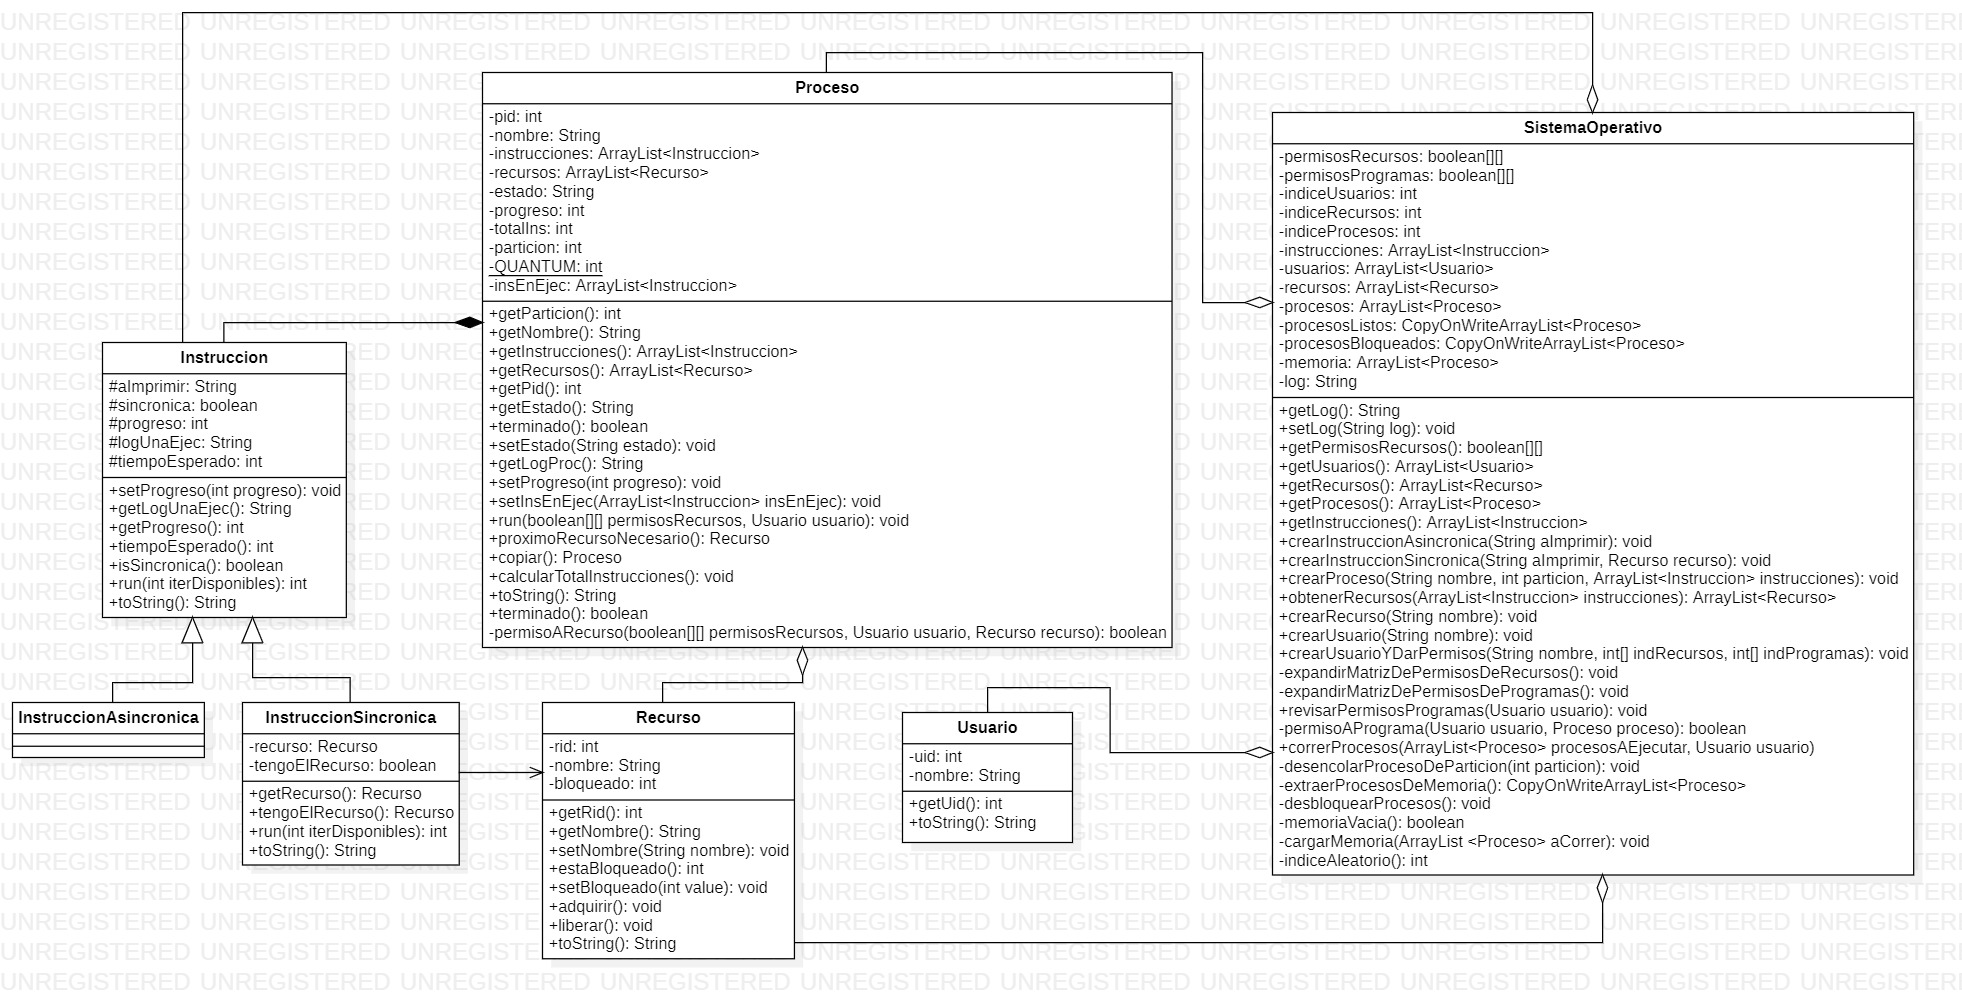 Proceso
-pid: int
-nombre: String
-instrucciones: ArrayList<Instruccion>
-recursos: ArrayList<Recurso>
-estado: String
-progreso: int
-totalIns: int
-particion: int
-QUANTUM: int
-insEnEjec: ArrayList<Instruccion>
+getParticion(): int
+getNombre(): String
+getInstrucciones(): ArrayList<Instruccion>
+getRecursos(): ArrayList<Recurso>
+getPid(): int
+getEstado(): String
+terminado(): boolean
+setEstado(String estado): void
+getLogProc(): String
+setProgreso(int progreso): void
+setInsEnEjec(ArrayList<Instruccion> insEnEjec): void
+run(boolean[][] permisosRecursos, Usuario usuario): void
+proximoRecursoNecesario(): Recurso
+copiar(): Proceso
+calcularTotalInstrucciones(): void
+toString(): String
+terminado(): boolean
-permisoARecurso(boolean[][] permisosRecursos, Usuario usuario, Recurso recurso): boolean
SistemaOperativo
-permisosRecursos: boolean[][]
-permisosProgramas: boolean[][]
-indiceUsuarios: int
-indiceRecursos: int
-indiceProcesos: int
-instrucciones: ArrayList<Instruccion>
-usuarios: ArrayList<Usuario>
-recursos: ArrayList<Recurso>
-procesos: ArrayList<Proceso>
-procesosListos: CopyOnWriteArrayList<Proceso>
-procesosBloqueados: CopyOnWriteArrayList<Proceso>
-memoria: ArrayList<Proceso>
-log: String
+getLog(): String
+setLog(String log): void
+getPermisosRecursos(): boolean[][]
+getUsuarios(): ArrayList<Usuario>
+getRecursos(): ArrayList<Recurso>
+getProcesos(): ArrayList<Proceso>
+getInstrucciones(): ArrayList<Instruccion>
+crearInstruccionAsincronica(String aImprimir): void
+crearInstruccionSincronica(String aImprimir, Recurso recurso): void
+crearProceso(String nombre, int particion, ArrayList<Instruccion> instrucciones): void
+obtenerRecursos(ArrayList<Instruccion> instrucciones): ArrayList<Recurso>
+crearRecurso(String nombre): void
+crearUsuario(String nombre): void
+crearUsuarioYDarPermisos(String nombre, int[] indRecursos, int[] indProgramas): void
-expandirMatrizDePermisosDeRecursos(): void
-expandirMatrizDePermisosDeProgramas(): void
+revisarPermisosProgramas(Usuario usuario): void
-permisoAPrograma(Usuario usuario, Proceso proceso): boolean
+correrProcesos(ArrayList<Proceso> procesosAEjecutar, Usuario usuario)
-desencolarProcesoDeParticion(int particion): void
-extraerProcesosDeMemoria(): CopyOnWriteArrayList<Proceso>
-desbloquearProcesos(): void
-memoriaVacia(): boolean
-cargarMemoria(ArrayList <Proceso> aCorrer): void
-indiceAleatorio(): int
Instruccion
#aImprimir: String
#sincronica: boolean
#progreso: int
#logUnaEjec: String
#tiempoEsperado: int
+setProgreso(int progreso): void
+getLogUnaEjec(): String
+getProgreso(): int
+tiempoEsperado(): int
+isSincronica(): boolean
+run(int iterDisponibles): int
+toString(): String
InstruccionAsincronica
InstruccionSincronica
-recurso: Recurso
-tengoElRecurso: boolean
+getRecurso(): Recurso
+tengoElRecurso(): Recurso
+run(int iterDisponibles): int
+toString(): String
Recurso
-rid: int
-nombre: String
-bloqueado: int
+getRid(): int
+getNombre(): String
+setNombre(String nombre): void
+estaBloqueado(): int
+setBloqueado(int value): void
+adquirir(): void
+liberar(): void
+toString(): String
Usuario
-uid: int
-nombre: String
+getUid(): int
+toString(): String